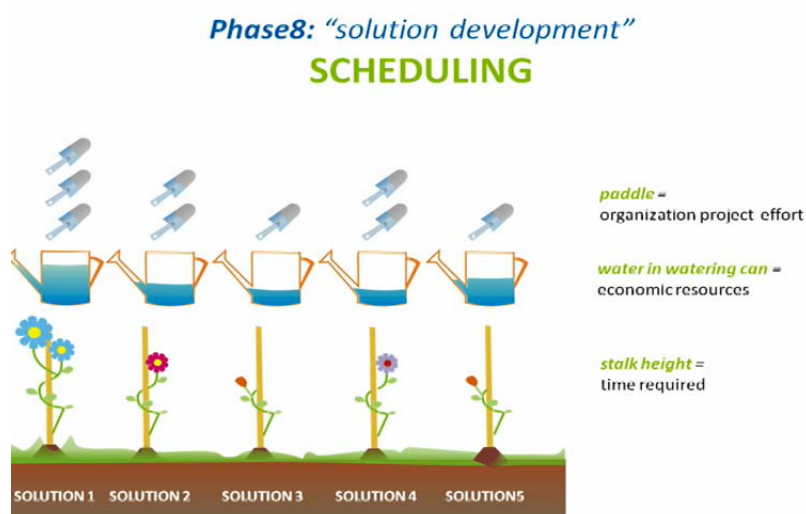 Phase8: “solution development”
SCHEDULING
paddle =
organization project effort
water in watering can =
economic resources
stalk height =
time required
SOLUTION 1 SOLUTION 2 SOLUTION 3 SOLUTION 4 SOLUTION5